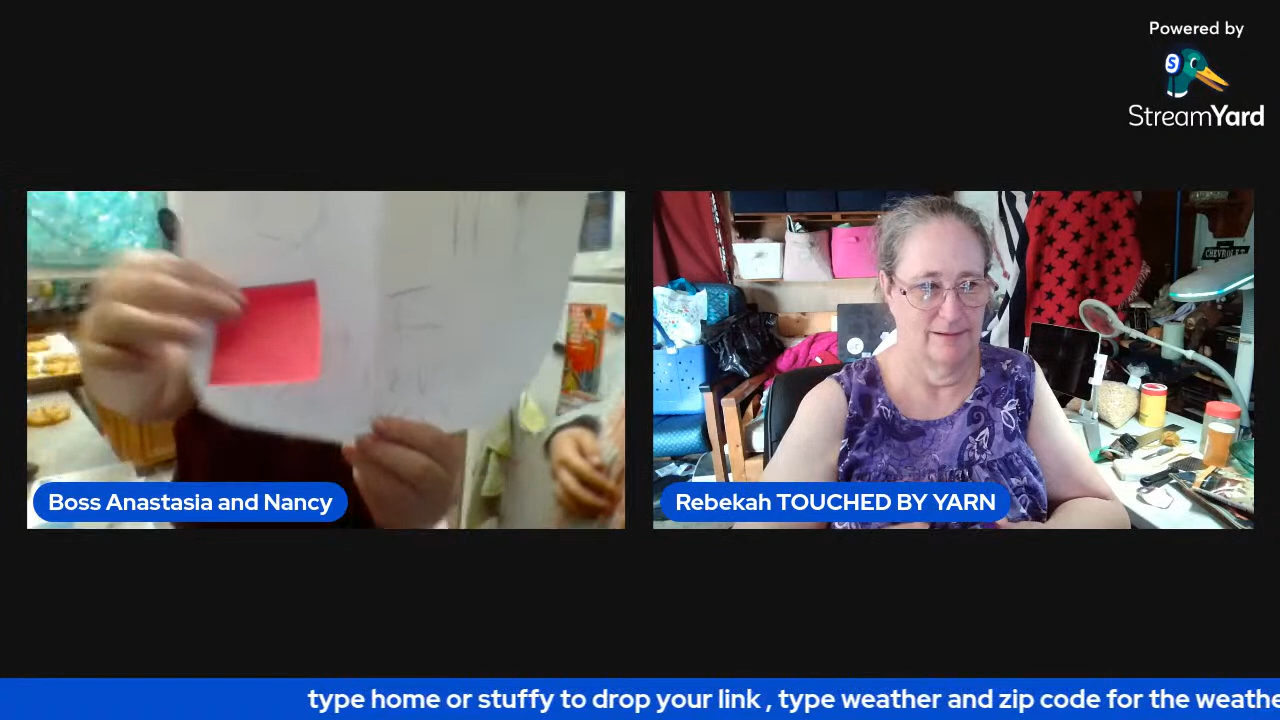 Powered by
S
StreamYard
CHEVROLET
Boss Anastasia and Nancy
Rebekah TOUCHED BY YARN
type home or stuffy to drop your link , type weather and zip code for the weathe